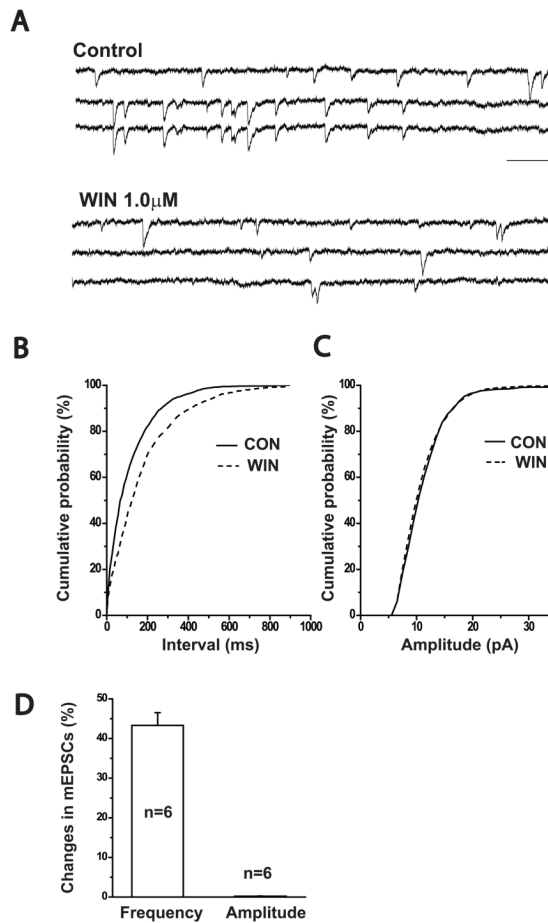 A
Control
WIN 1.0μM
B
C
Cumulative probability (%)
100
80
60
40
20
0
CON
WIN
0 200 400 600 800 1000
Interval (ms)
Cumulative probability (%)
100
80
60
40
20
0
CON
WIN
0 10 20 30
Amplitude (pA)
D
Changes in mEPSCs (%)
50
40
30
20
10
0
n=6
n=6
Frequency Amplitude